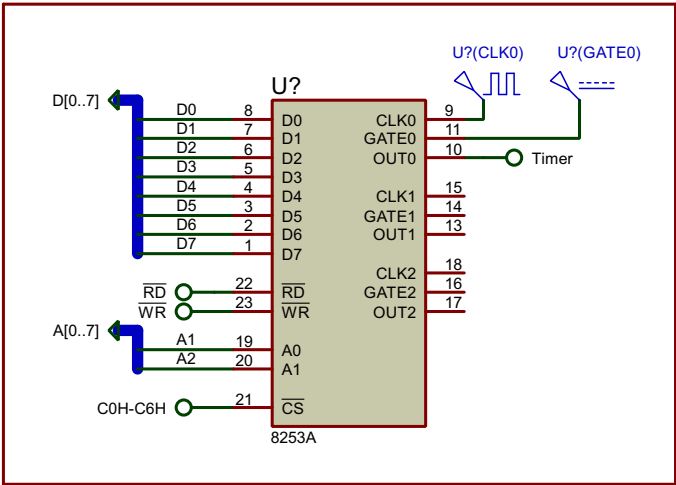 U?(CLK0) U?(GATE0)
U?
D[0..7]
D0 8 D0 CLK0 9
D1 7 D1 GATE0 11
D2 6 D2 OUT0 10 Timer
D3 5 D3
D4 4 D4 CLK1 15
D5 3 D5 GATE1 14
D6 2 D6 OUT1 13
D7 1 D7
CLK2 18
RD 22 RD GATE2 16
WR 23 WR OUT2 17
A[0..7]
A1 19 A0
A2 20 A1
C0H-C6H 21 CS
8253A